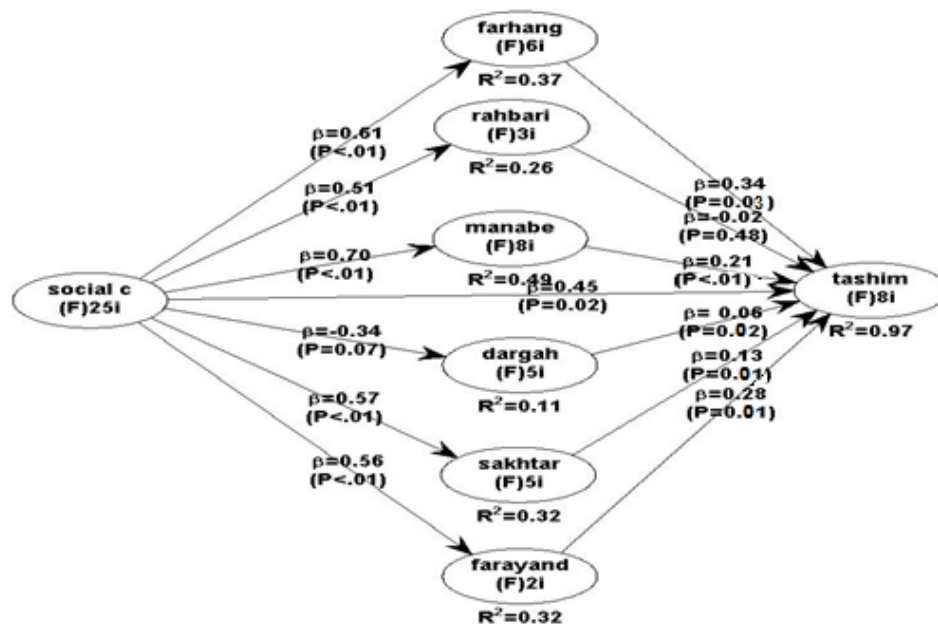 farhang
(F)6i
R²=0.37
rahbari
(F)3i
R²=0.26
β=0.61
(P<.01)
β=0.51
(P<.01)
β=0.34
(P=0.03)
β=-0.02
(P=0.48)
manabe
(F)8i
R²=0.49
β=0.70
(P<.01)
β=0.21
(P<.01)
social c
(F)25i
β=0.45
(P=0.02)
tashim
(F)8i
R²=0.97
β=-0.34
(P=0.07)
dargah
(F)5i
R²=0.11
β= 0.06
(P=0.02)
β=0.13
(P=0.01)
β=0.57
(P<.01)
β=0.28
(P=0.01)
β=0.56
(P<.01)
sakhtar
(F)5i
R²=0.32
farayand
(F)2i
R²=0.32